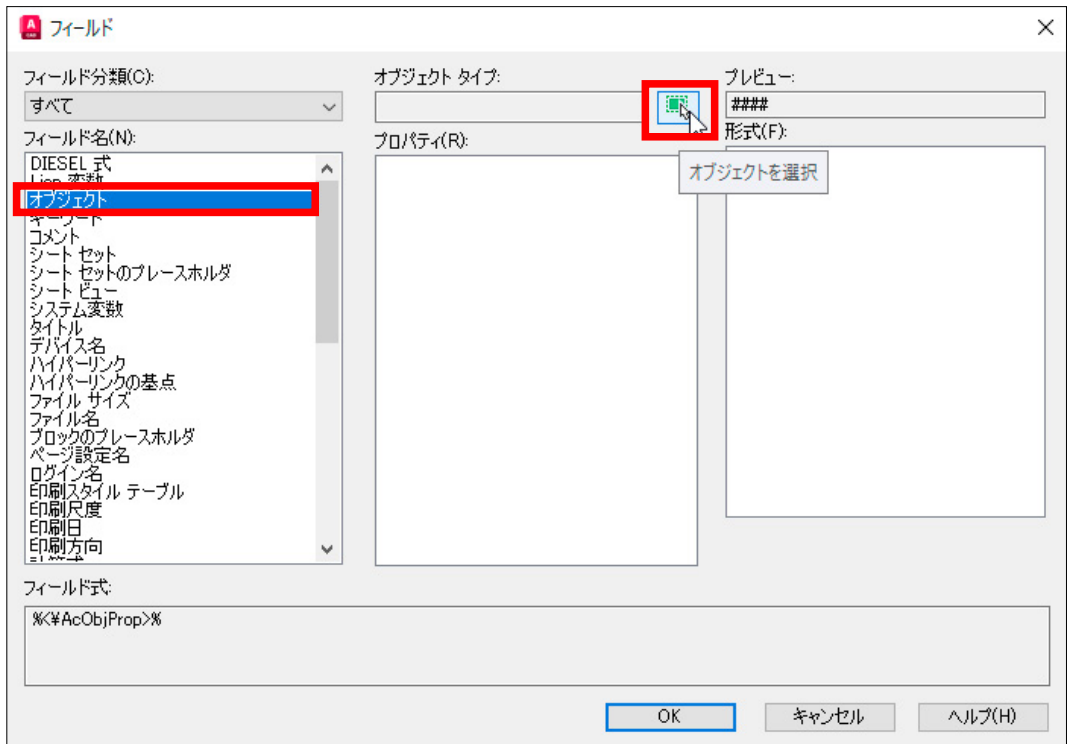 A
CAD
フィールド
フィールド分類(C):
すべて
フィールド名(N):
DIESEL 式
Lisp 変数
オブジェクト
キーワード
コメント
シート セット
シート セットのプレースホルダ
シート ビュー
システム変数
タイトル
デバイス名
ハイパーリンク
ハイパーリンクの基点
ファイル サイズ
ファイル名
ブロックのプレースホルダ
ページ設定名
ログイン名
印刷スタイル テーブル
印刷尺度
印刷日
印刷方向
オブジェクト タイプ:
プロパティ(R):
プレビュー:
####
形式(F):
オブジェクトを選択
フィールド式:
%<¥AcObjProp>%
OK
キャンセル
ヘルプ(H)